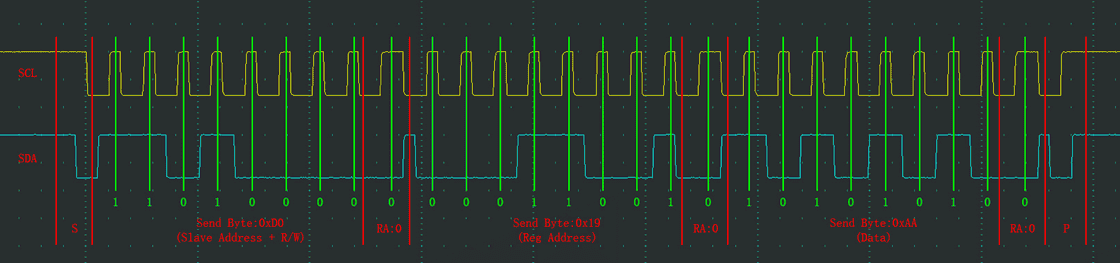 SCL
SDA
1 1 0 1 0 0 0 0 0 0 0 0 1 1 0 0 1 0 1 0 1 0 1 0 1 0 0
S
Send Byte:0xD0
(Slave Address + R/W)
RA:0
Send Byte:0x19
(Reg Address)
RA:0
Send Byte:0xAA
(Data)
RA:0
P